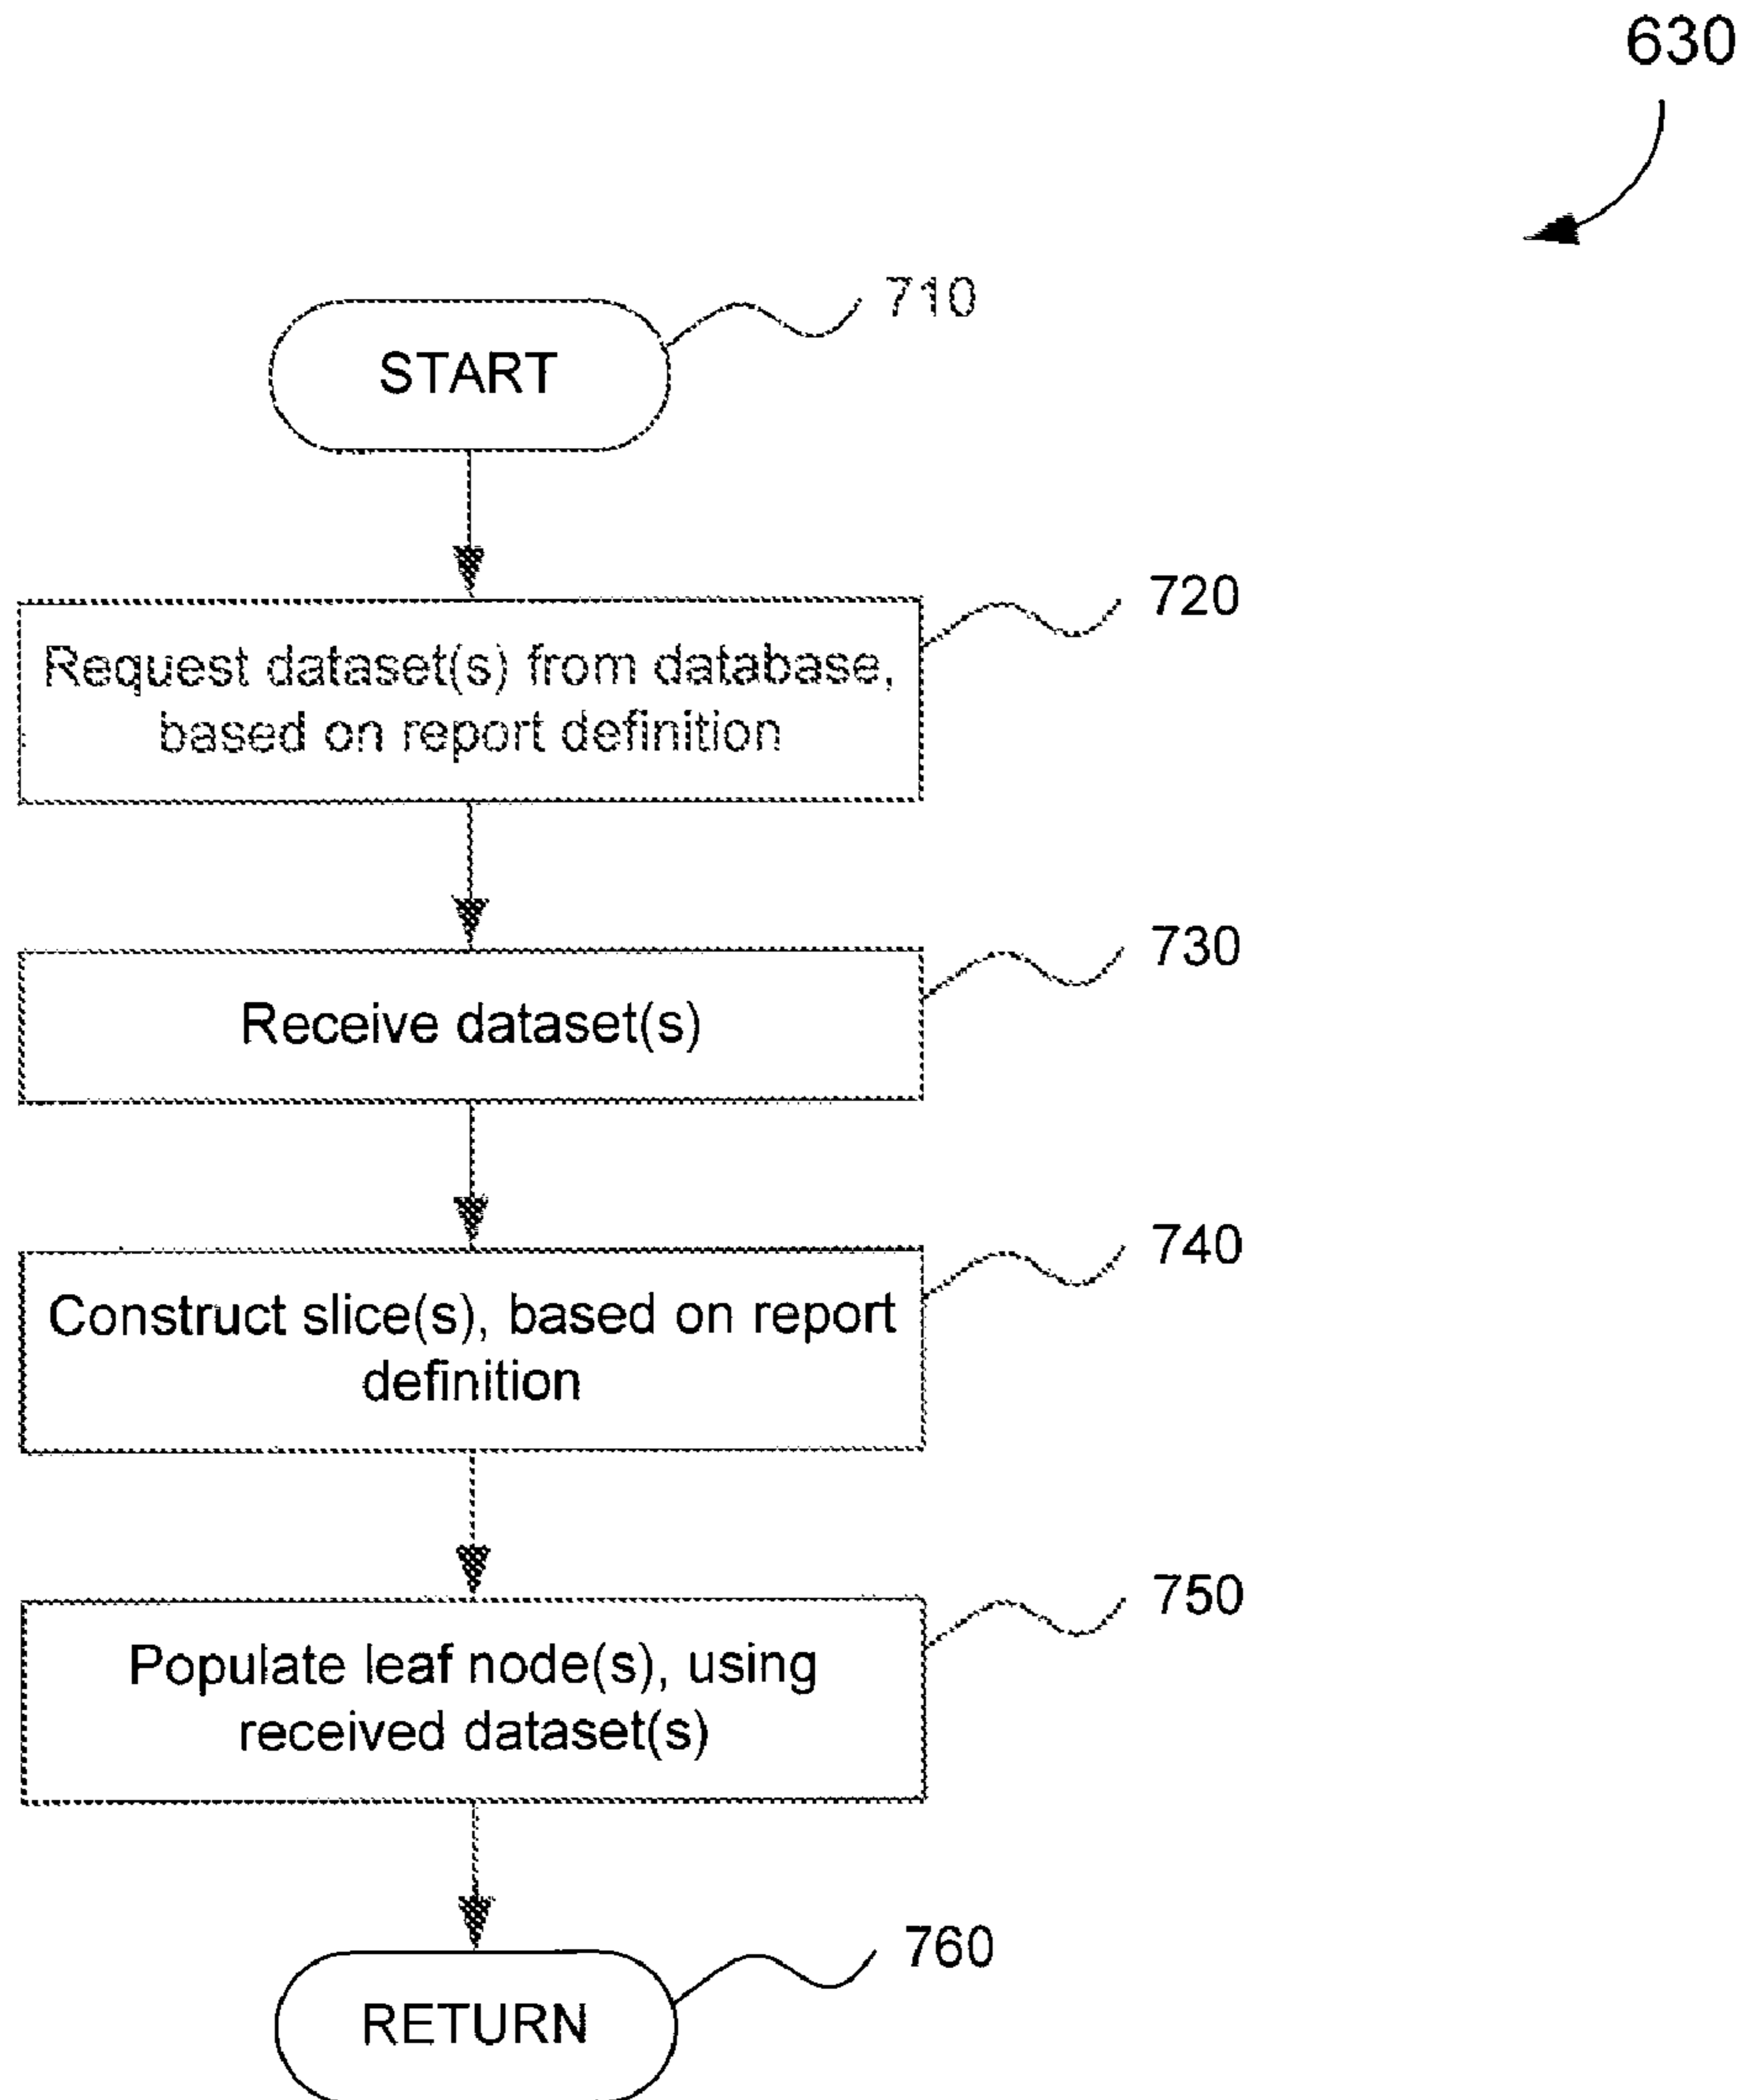 630
710
START
720
Request dataset(s) from database,
based on report definition
730
Receive dataset(s)
740
Construct slice(s), based on report
definition
750
Populate leaf node(s), using
received dataset(s)
760
RETURN